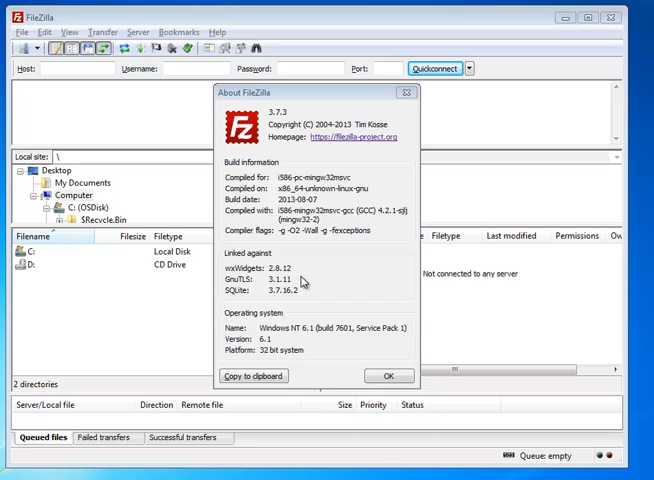 FileZilla
File Edit View Transfer Server Bookmarks Help
Host: Username: Password: Port: Quickconnect
About FileZilla
Fz
3.7.3
Copyright (C) 2004-2013 Tim Kosse
Homepage: https://filezilla-project.org
Build information
Compiled for: i586-pc-mingw32msvc
Compiled on: x86_64-unknown-linux-gnu
Build date: 2013-08-07
Compiled with: i586-mingw32msvc-gcc (GCC) 4.2.1-sjlj
(mingw32-2)
Compiler flags: -g -O2 -Wall -g -fexceptions
Linked against
wxWidgets: 2.8.12
GnuTLS: 3.1.11
SQLite: 3.7.16.2
Operating system
Name: Windows NT 6.1 (build 7601, Service Pack 1)
Version: 6.1
Platform: 32 bit system
Copy to clipboard OK
Local site: \
Desktop
My Documents
Computer
C: (OSDisk)
$Recycle.Bin
Filename Filesize Filetype
C: Local Disk
D: CD Drive
2 directories
Filetype Last modified Permissions
Not connected to any server
Server/Local file Direction Remote file Size Priority Status
Queued files Failed transfers Successful transfers
Queue: empty